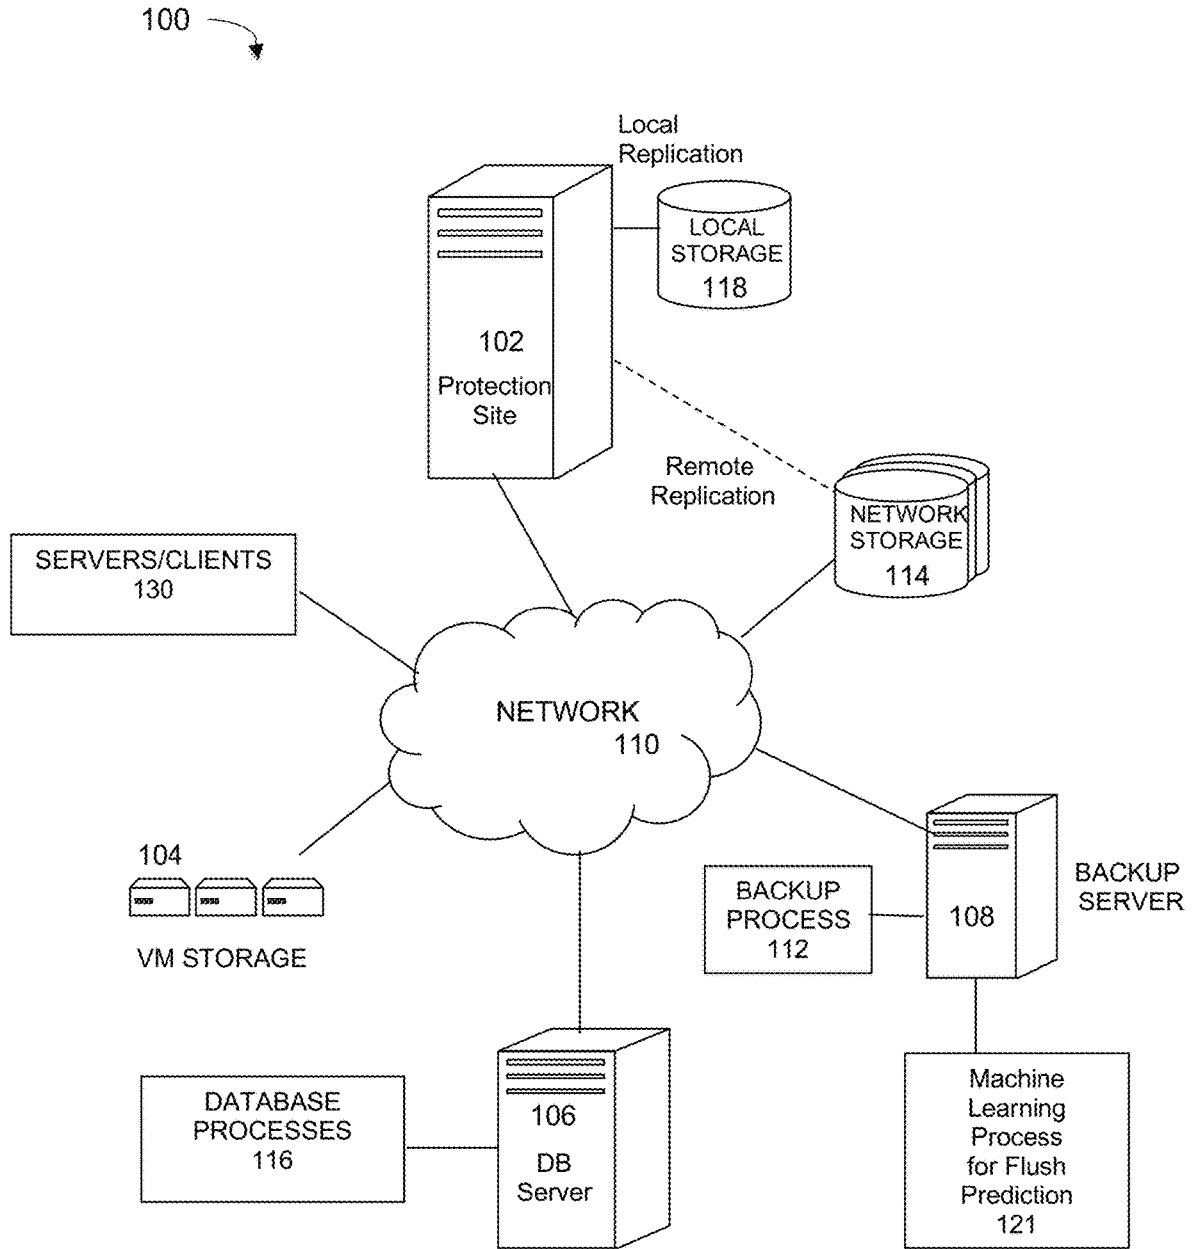 100
Local
Replication
LOCAL
STORAGE
118
102
Protection
Site
Remote
Replication
NETWORK
STORAGE
114
SERVERS/CLIENTS
130
NETWORK
110
104
VM STORAGE
BACKUP
PROCESS
112
108
BACKUP
SERVER
DATABASE
PROCESSES
116
106
DB
Server
Machine
Learning
Process
for Flush
Prediction
121